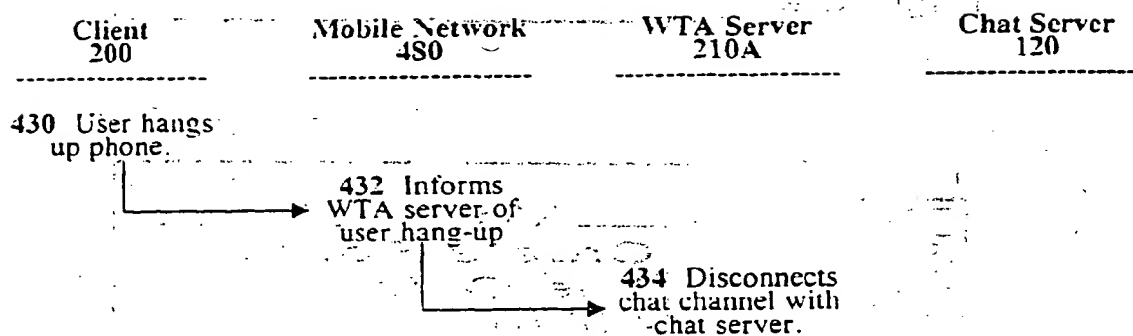 Client Mobile Network WTA Server Chat Server
200 480 210A 120
430 User hangs
up phone.
432 Informs
WTA server of
user hang-up
434 Disconnects
chat channel with
chat server.